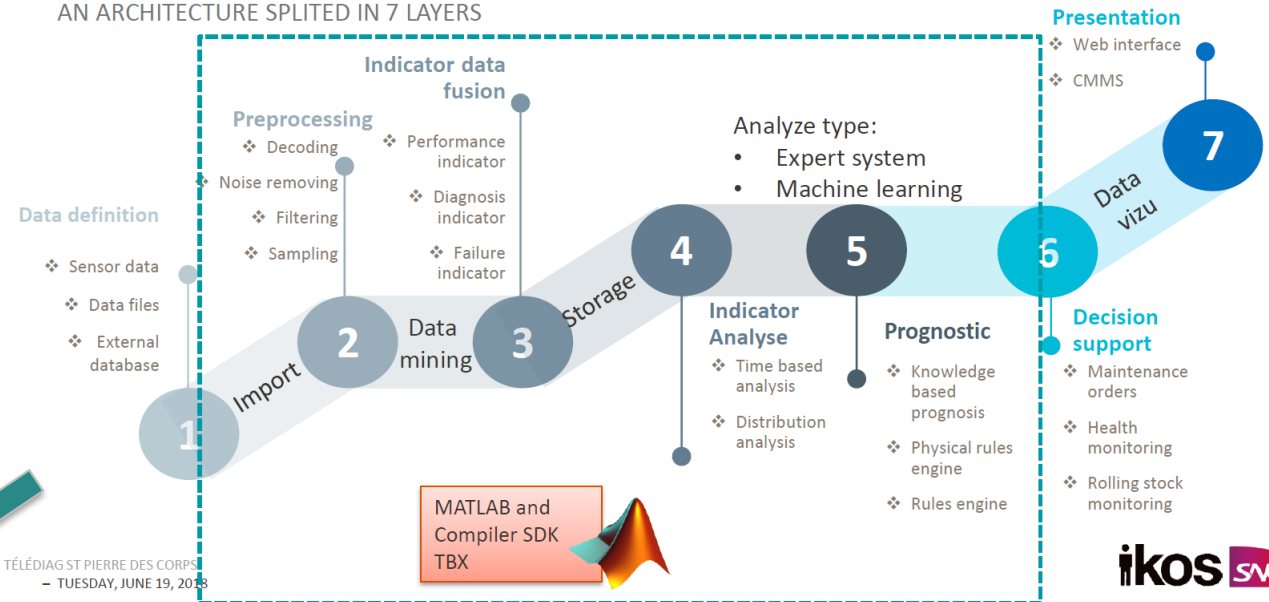 AN ARCHITECTURE SPLITED IN 7 LAYERS
Data definition
❖ Sensor data
❖ Data files
❖ External
database
1
Import
Preprocessing
❖ Decoding
❖ Noise removing
❖ Filtering
❖ Sampling
2
Data
mining
Indicator data
fusion
❖ Performance
indicator
❖ Diagnosis
indicator
❖ Failure
indicator
3
Storage
4
Indicator
Analyse
❖ Time based
analysis
❖ Distribution
analysis
Analyze type:
• Expert system
• Machine learning
5
Prognostic
❖ Knowledge
based
prognosis
❖ Physical rules
engine
❖ Rules engine
6
Decision
support
❖ Maintenance
orders
❖ Health
monitoring
❖ Rolling stock
monitoring
Data
vizu
Presentation
❖ Web interface
❖ CMMS
7
MATLAB and
Compiler SDK
TBX
TÉLÉDIAG ST PIERRE DES CORPS
– TUESDAY, JUNE 19, 2018
ikos